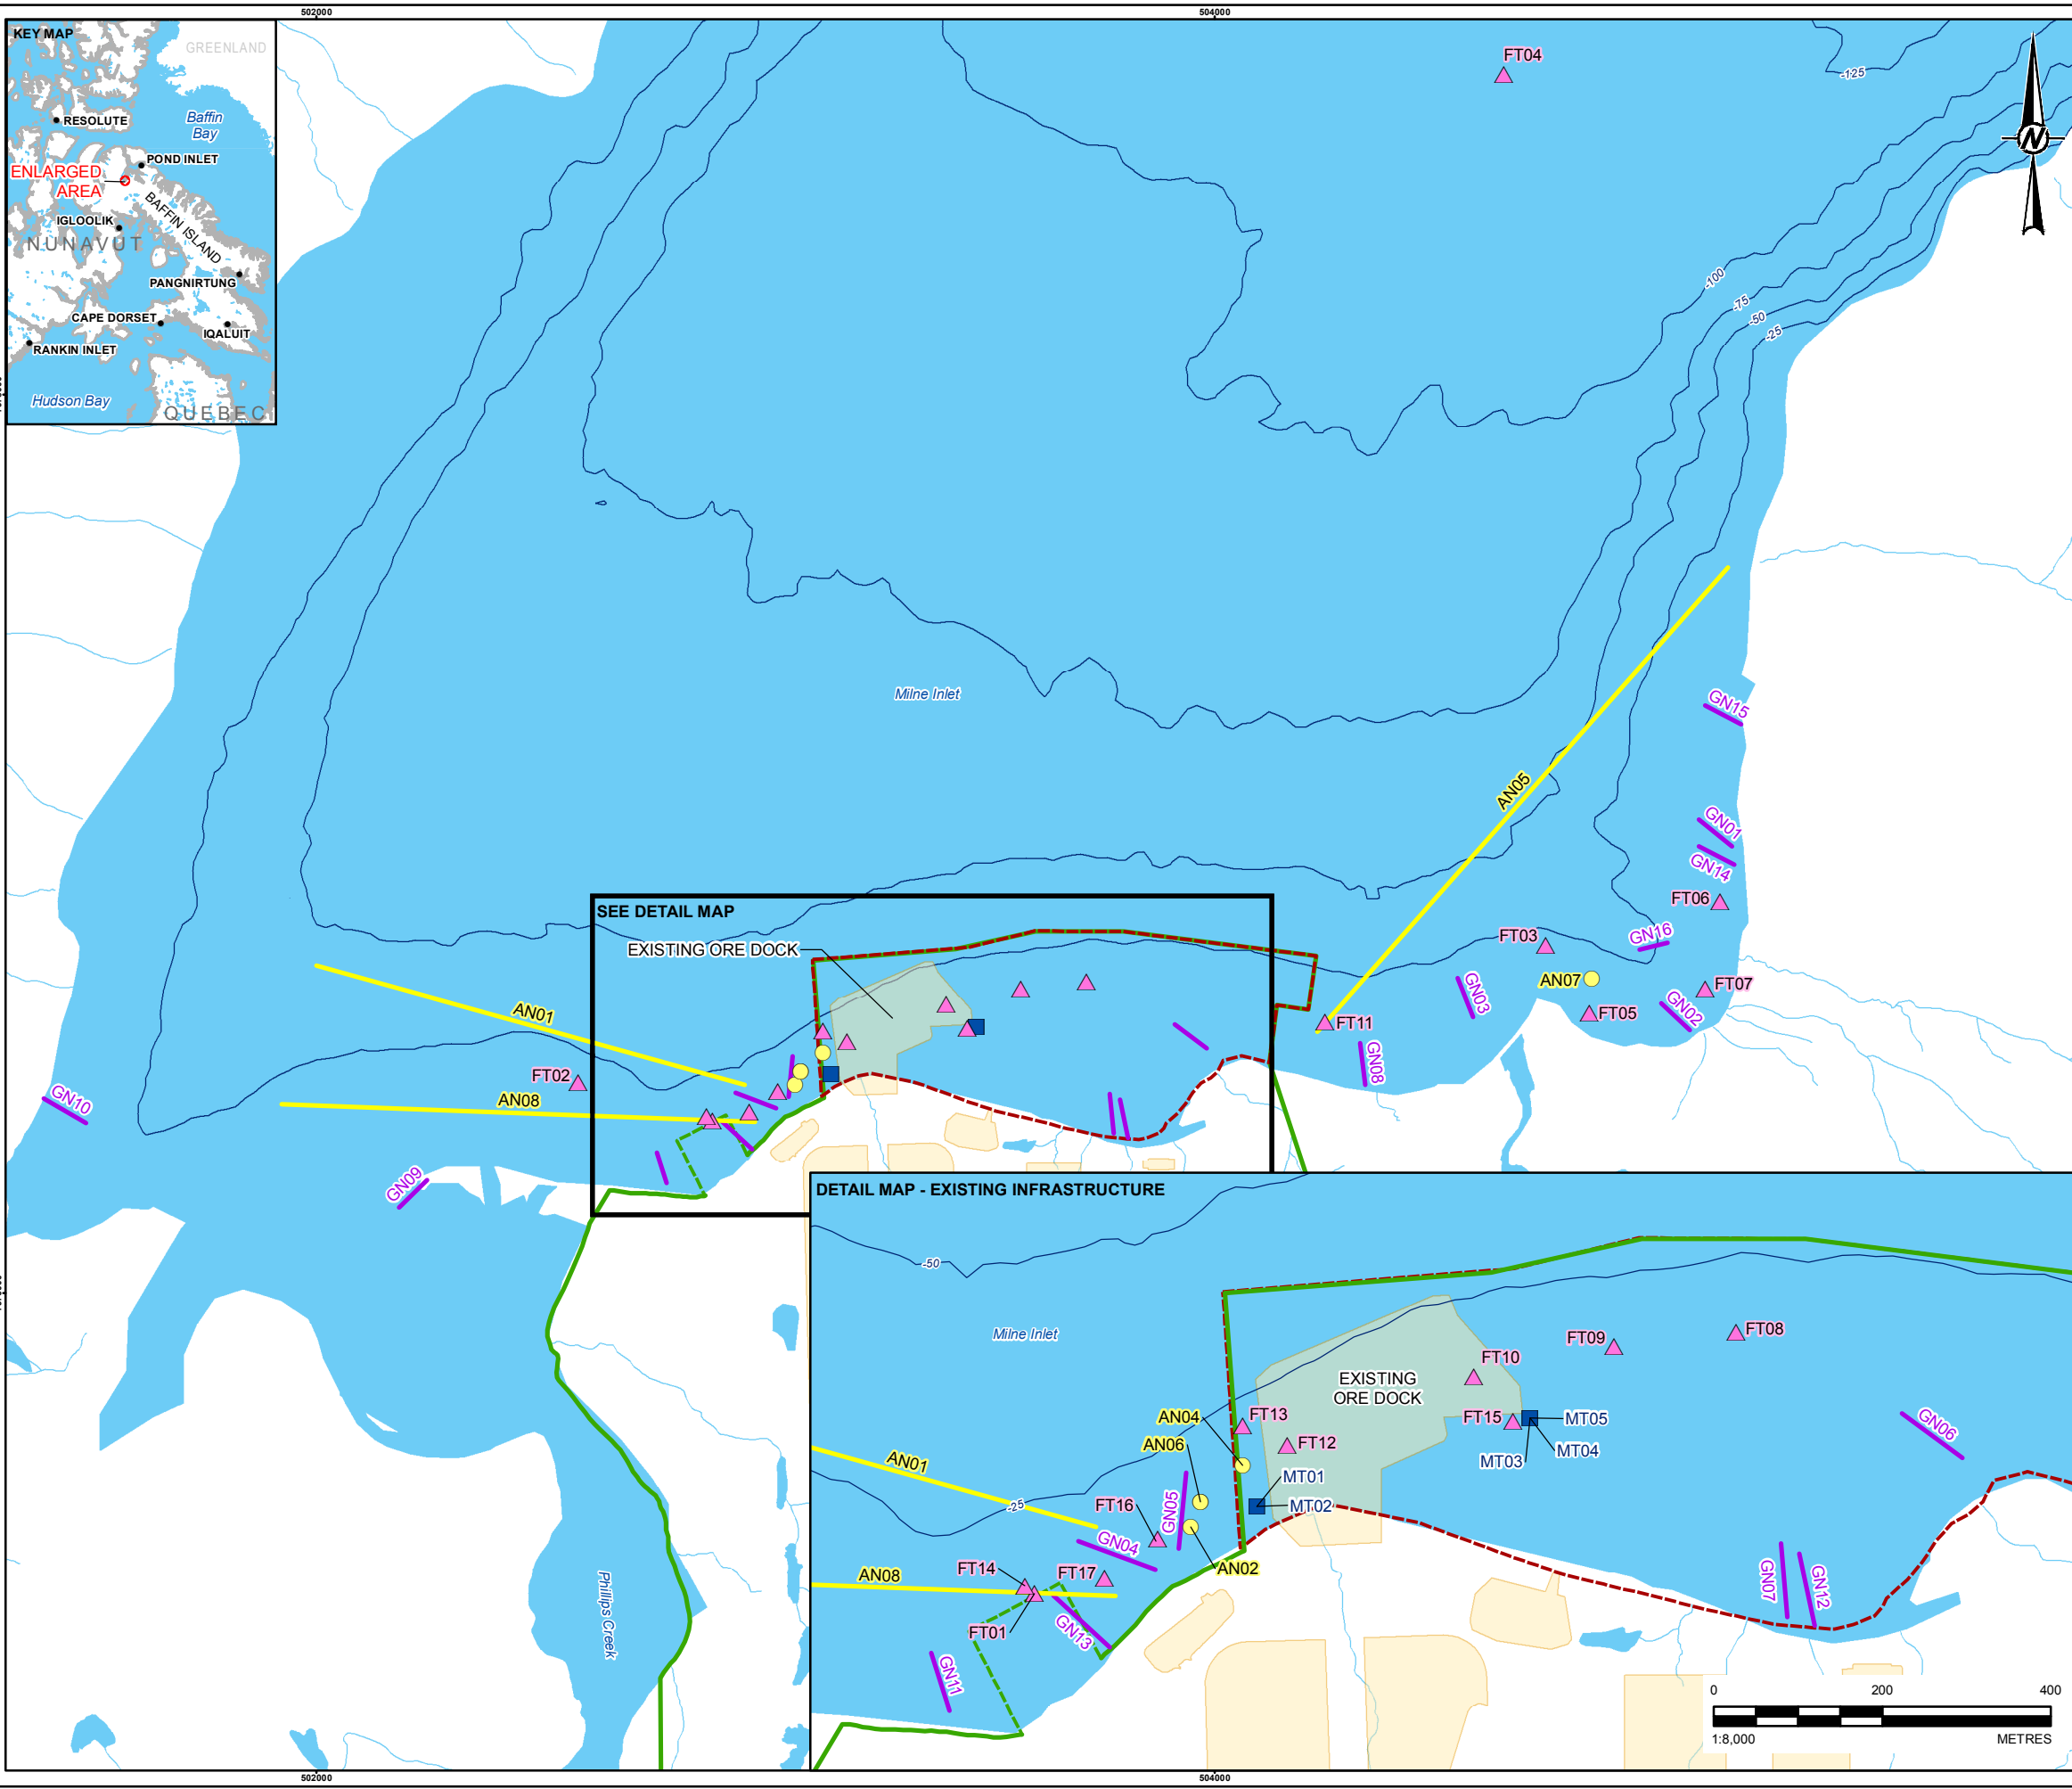 502000
504000
KEY MAP
GREENLAND
Baffin
Bay
RESOLUTE
POND INLET
ENLARGED
AREA
BAFFIN ISLAND
IGLOOLIK
NUNAVUT
PANGNIRTUNG
CAPE DORSET
IQALUIT
RANKIN INLET
Hudson Bay
QUEBEC
FT04
-125
N
-100
-75
-50
-25
Milne Inlet
GN15
AN05
GN01
GN14
FT06
GN16
FT03
AN07
FT07
GN03
GN02
FT05
FT11
GN08
SEE DETAIL MAP
EXISTING ORE DOCK
AN01
FT02
AN08
GN10
GN09
Phillips Creek
DETAIL MAP - EXISTING INFRASTRUCTURE
-50
Milne Inlet
FT08
FT09
FT10
EXISTING
ORE DOCK
AN04
FT13
FT15
MT05
AN06
FT12
MT04
MT03
GN06
AN01
MT01
-25
FT16
GN05
MT02
GN04
AN02
AN08
FT14
FT17
GN07
GN12
FT01
GN13
GN11
0
200
400
1:8,000
METRES
502000
504000